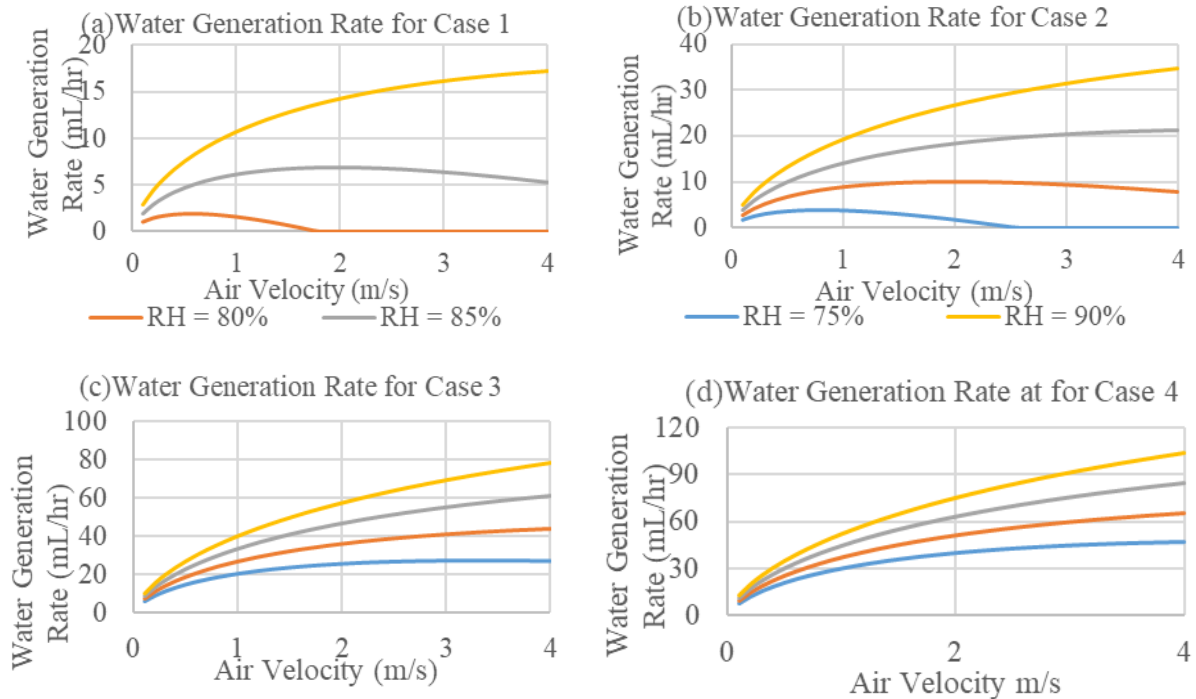 (a)Water Generation Rate for Case 1
Water Generation
Rate (mL/hr)
20
15
10
5
0
0 1 2 3 4
Air Velocity (m/s)
(b)Water Generation Rate for Case 2
Water Generation
Rate (mL/hr)
40
30
20
10
0
0 1 2 3 4
Air Velocity (m/s)
RH = 80% RH = 85% RH = 75% RH = 90%
(c)Water Generation Rate for Case 3
Water Generation
Rate (mL/hr)
100
80
60
40
20
0
0 1 2 3 4
Air Velocity (m/s)
(d)Water Generation Rate at for Case 4
Water Generation
Rate (mL/hr)
120
90
60
30
0
0 2 4
Air Velocity m/s